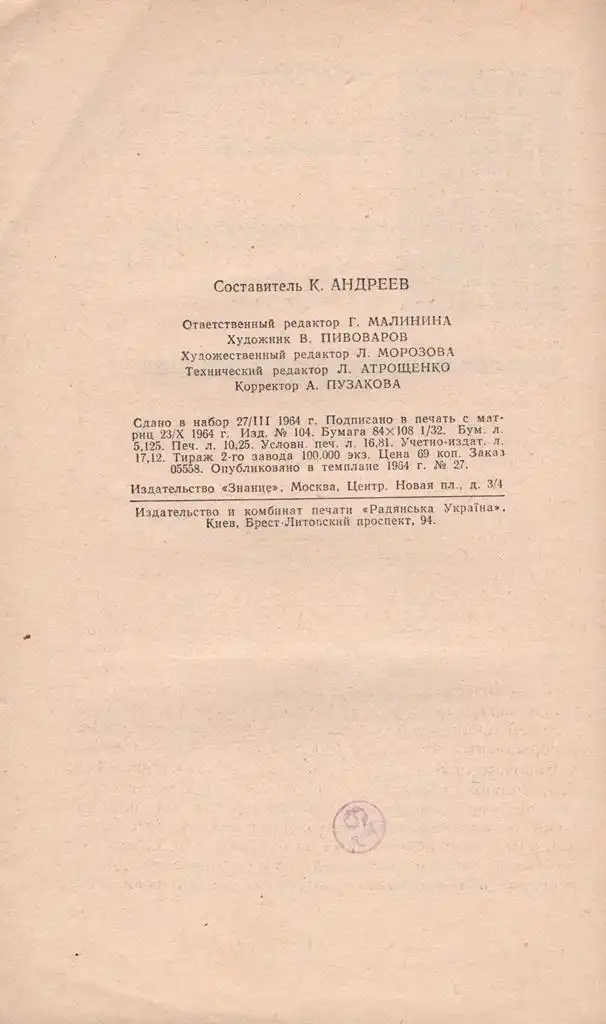 Составитель К. АНДРЕЕВ
Ответственный редактор Г. МАЛИНИНА
Художник В. ПИВОВАРОВ
Художественный редактор Л. МОРОЗОВА
Технический редактор Л. АТРОЩЕНКО
Корректор А. ПУЗАКОВА
Сдано в набор 27/III 1964 г. Подписано в печать с мат-
риц 23/X 1964 г. Изд. № 104. Бумага 84×108 1/32. Бум. л.
5,125. Печ. л. 10,25. Условн. печ. л. 16,81. Учетно-издат. л.
17,12. Тираж 2-го завода 100.000 экз. Цена 69 коп. Заказ
05558. Опубликовано в темплане 1964 г. № 27.
Издательство «Знание». Москва, Центр. Новая пл., д. 3/4
Издательство и комбинат печати «Радянська Україна».
Киев, Брест-Литовский проспект, 94.